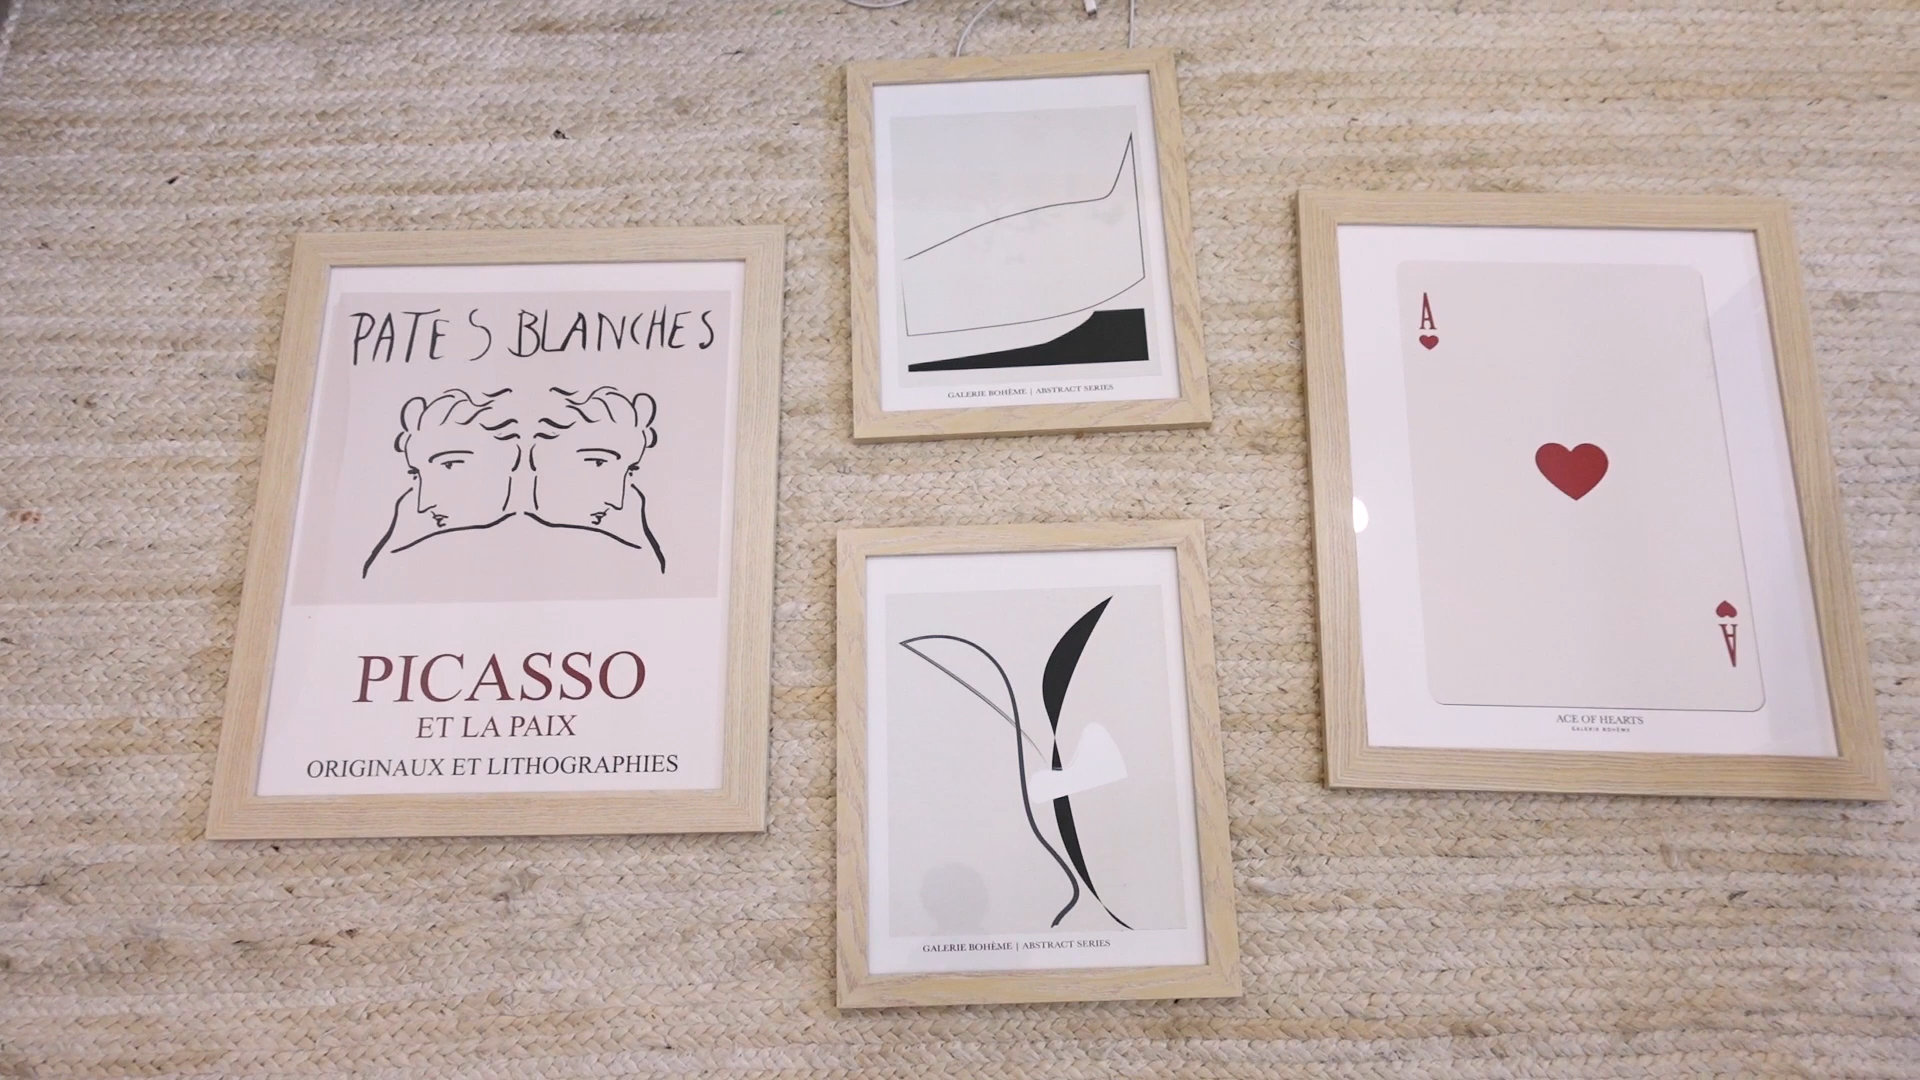 PATES BLANCHES
PICASSO
ET LA PAIX
ORIGINAUX ET LITHOGRAPHIES
GALERIE BOHÈME | ABSTRACT SERIES
GALERIE BOHÈME | ABSTRACT SERIES
A
A
ACE OF HEARTS
GALERIE BOHÈME